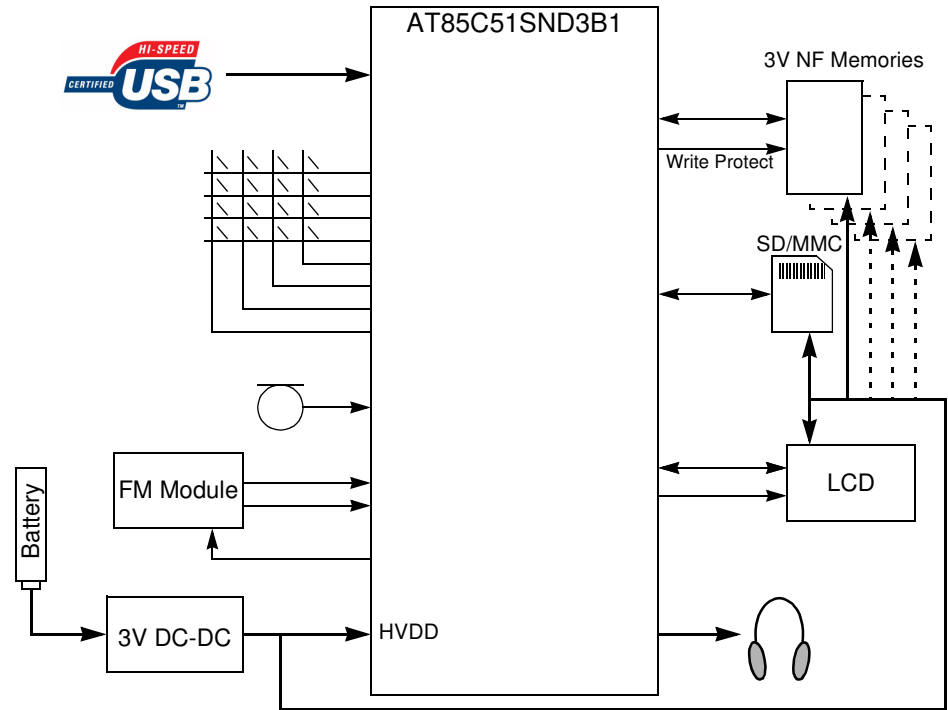 AT85C51SND3B1
HI-SPEED
CERTIFIED
USB
TM
3V NF Memories
Write Protect
SD/MMC
FM Module
LCD
Battery
3V DC-DC
HVDD